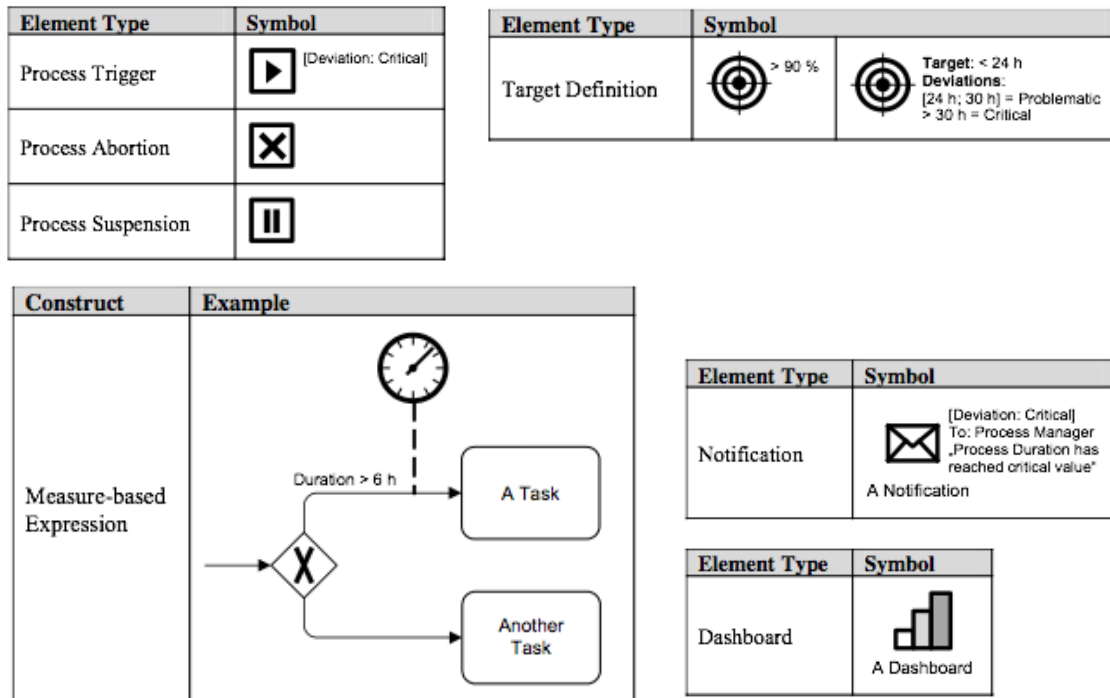 Element Type Symbol
Process Trigger [Deviation: Critical]
Process Abortion
Process Suspension
Element Type Symbol
Target Definition > 90 % Target: < 24 h
Deviations:
[24 h; 30 h] = Problematic
> 30 h = Critical
Construct Example
Measure-based
Expression
Duration > 6 h
A Task
X
Another
Task
Element Type Symbol
Notification
[Deviation: Critical]
To: Process Manager
„Process Duration has
reached critical value"
A Notification
Element Type Symbol
Dashboard
A Dashboard